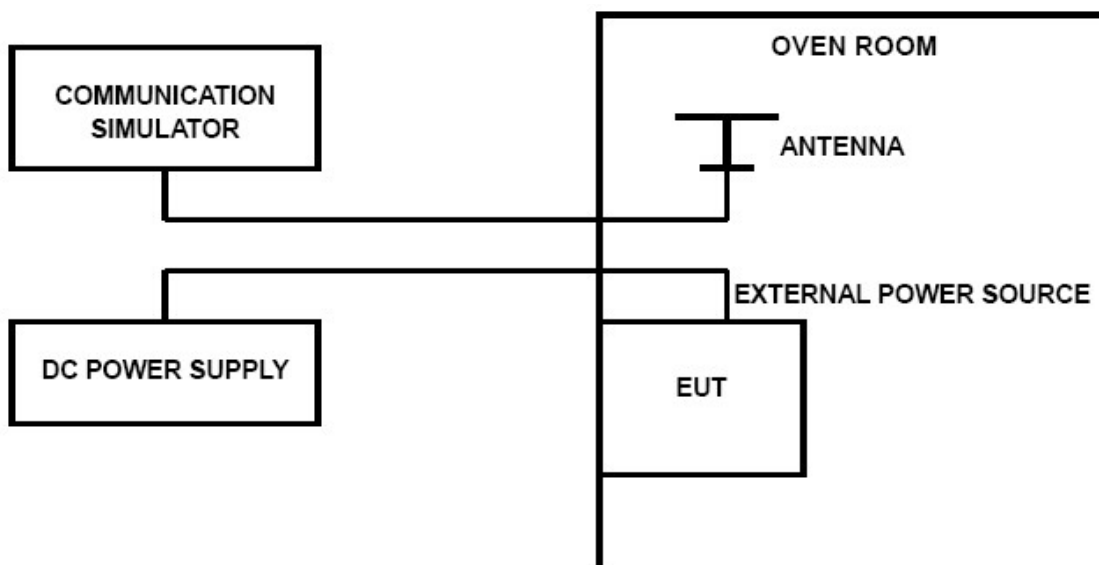 OVEN ROOM
COMMUNICATION
SIMULATOR
ANTENNA
EXTERNAL POWER SOURCE
DC POWER SUPPLY
EUT